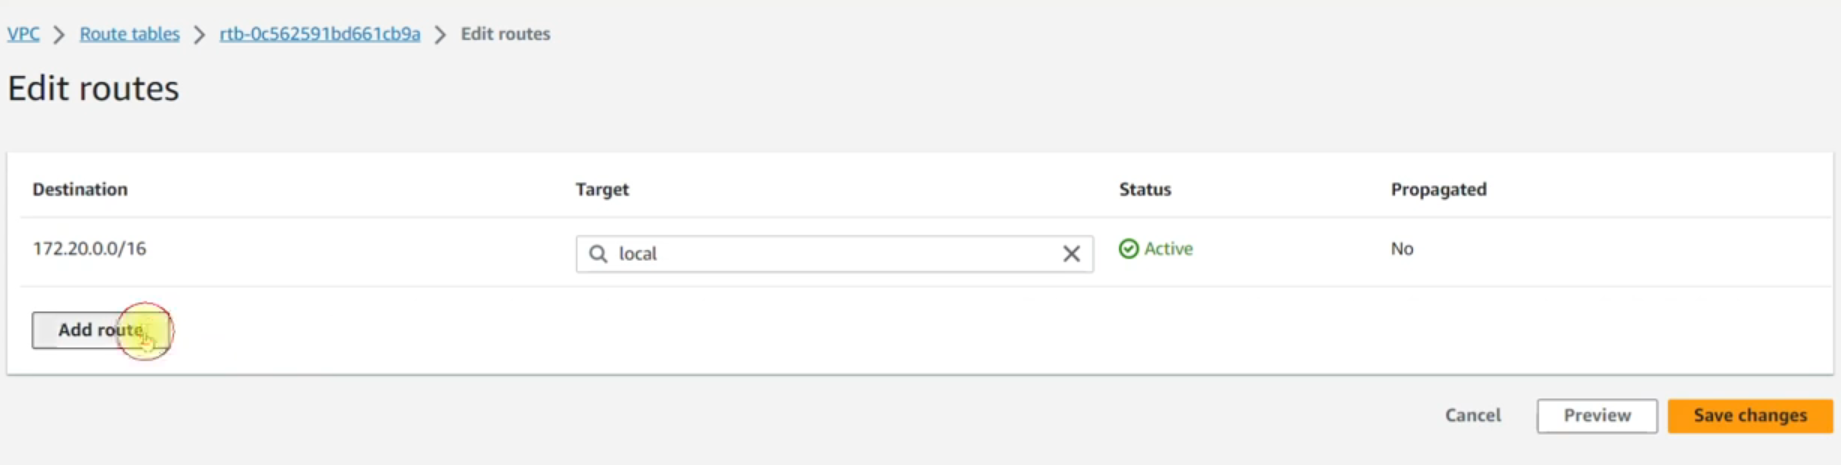 VPC > Route tables > rtb-0c562591bd661cb9a > Edit routes
Edit routes
Destination Target Status Propagated
172.20.0.0/16 local Active No
Add route
Cancel Preview Save changes